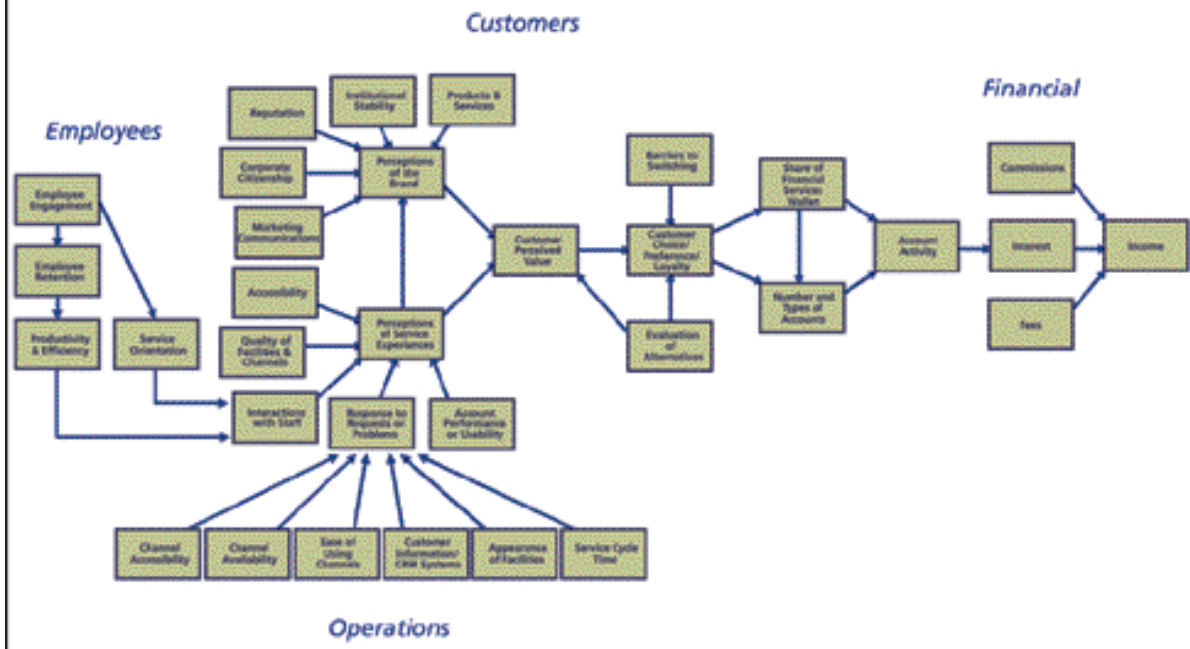 Customers
Financial
Employees
Operations
Reputation
Institutional
Stability
Products &
Services
Corporate
Citizenship
Perceptions
of the
Brand
Marketing
Communications
Employee
Engagement
Employee
Retention
Productivity
& Efficiency
Service
Orientation
Accessibility
Quality of
Facilities &
Channels
Perceptions
of Service
Experiences
Interactions
with Staff
Response to
Requests or
Problems
Account
Performance
or Usability
Customer
Perceived
Value
Barriers to
Switching
Customer
Choice/
Preference/
Loyalty
Evaluation
of
Alternatives
Share of
Financial
Services
Wallet
Number and
Types of
Accounts
Account
Activity
Commissions
Interest
Fees
Income
Channel
Accessibility
Channel
Availability
Ease of
Using
Channels
Customer
Information/
CRM Systems
Appearance
of Facilities
Service Cycle
Time